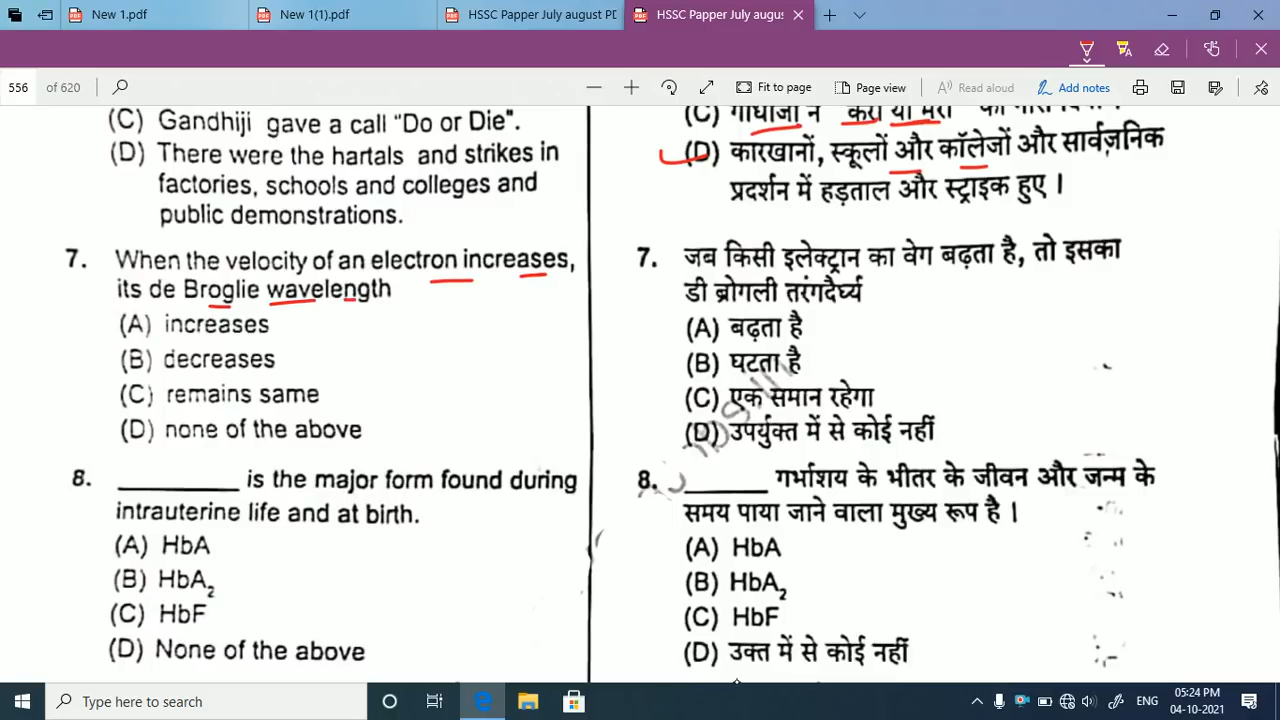 New 1.pdf
New 1(1).pdf
HSSC Papper July august PD
HSSC Papper July augus
556 of 620
Fit to page
Page view
Read aloud
Add notes
(C) Gandhiji gave a call "Do or Die".
(D) There were the hartals and strikes in
factories, schools and colleges and
public demonstrations.
7. When the velocity of an electron increases,
its de Broglie wavelength
(A) increases
(B) decreases
(C) remains same
(D) none of the above
8. ________ is the major form found during
intrauterine life and at birth.
(A) HbA
(B) HbA₂
(C) HbF
(D) None of the above
(C) गांधीजी ने करो या मरो
(D) कारखानों, स्कूलों और कॉलेजों और सार्वज़निक
प्रदर्शन में हड़ताल और स्ट्राइक हुए ।
7. जब किसी इलेक्ट्रान का वेग बढ़ता है, तो इसका
डी ब्रोगली तरंगदैर्घ्य
(A) बढ़ता है
(B) घटता है
(C) एक समान रहेगा
(D) उपर्युक्त में से कोई नहीं
8. ______ गर्भाशय के भीतर के जीवन और जन्म के
समय पाया जाने वाला मुख्य रूप है ।
(A) HbA
(B) HbA₂
(C) HbF
(D) उक्त में से कोई नहीं
Type here to search
ENG
05:24 PM
04-10-2021